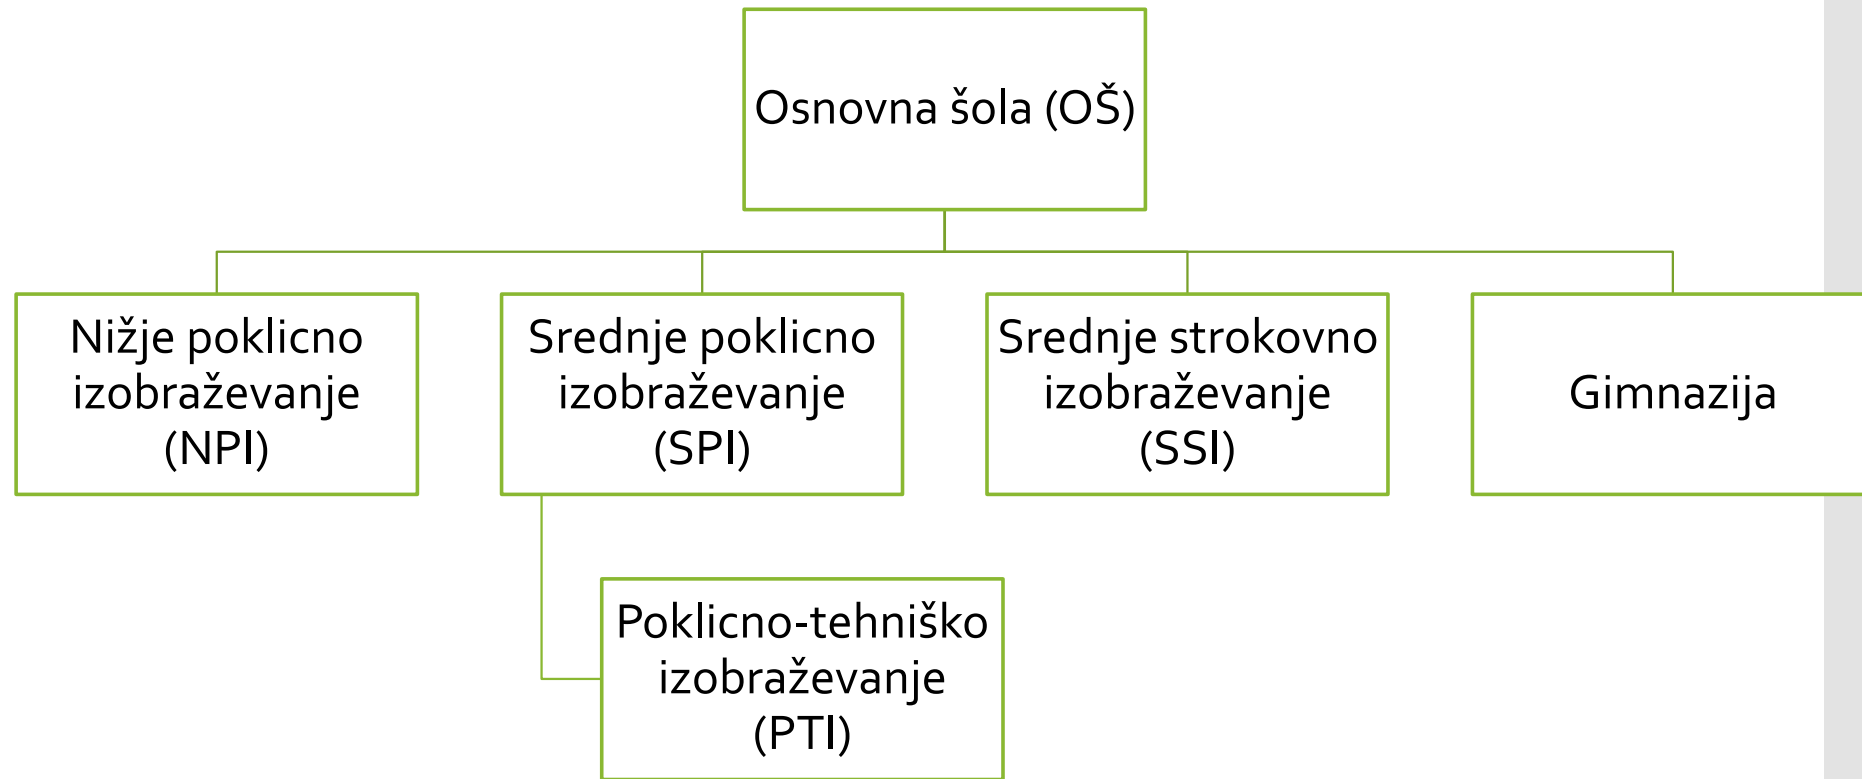 Osnovna šola (OŠ)
Nižje poklicno
izobraževanje
(NPI)
Srednje poklicno
izobraževanje
(SPI)
Srednje strokovno
izobraževanje
(SSI)
Gimnazija
Poklicno-tehniško
izobraževanje
(PTI)